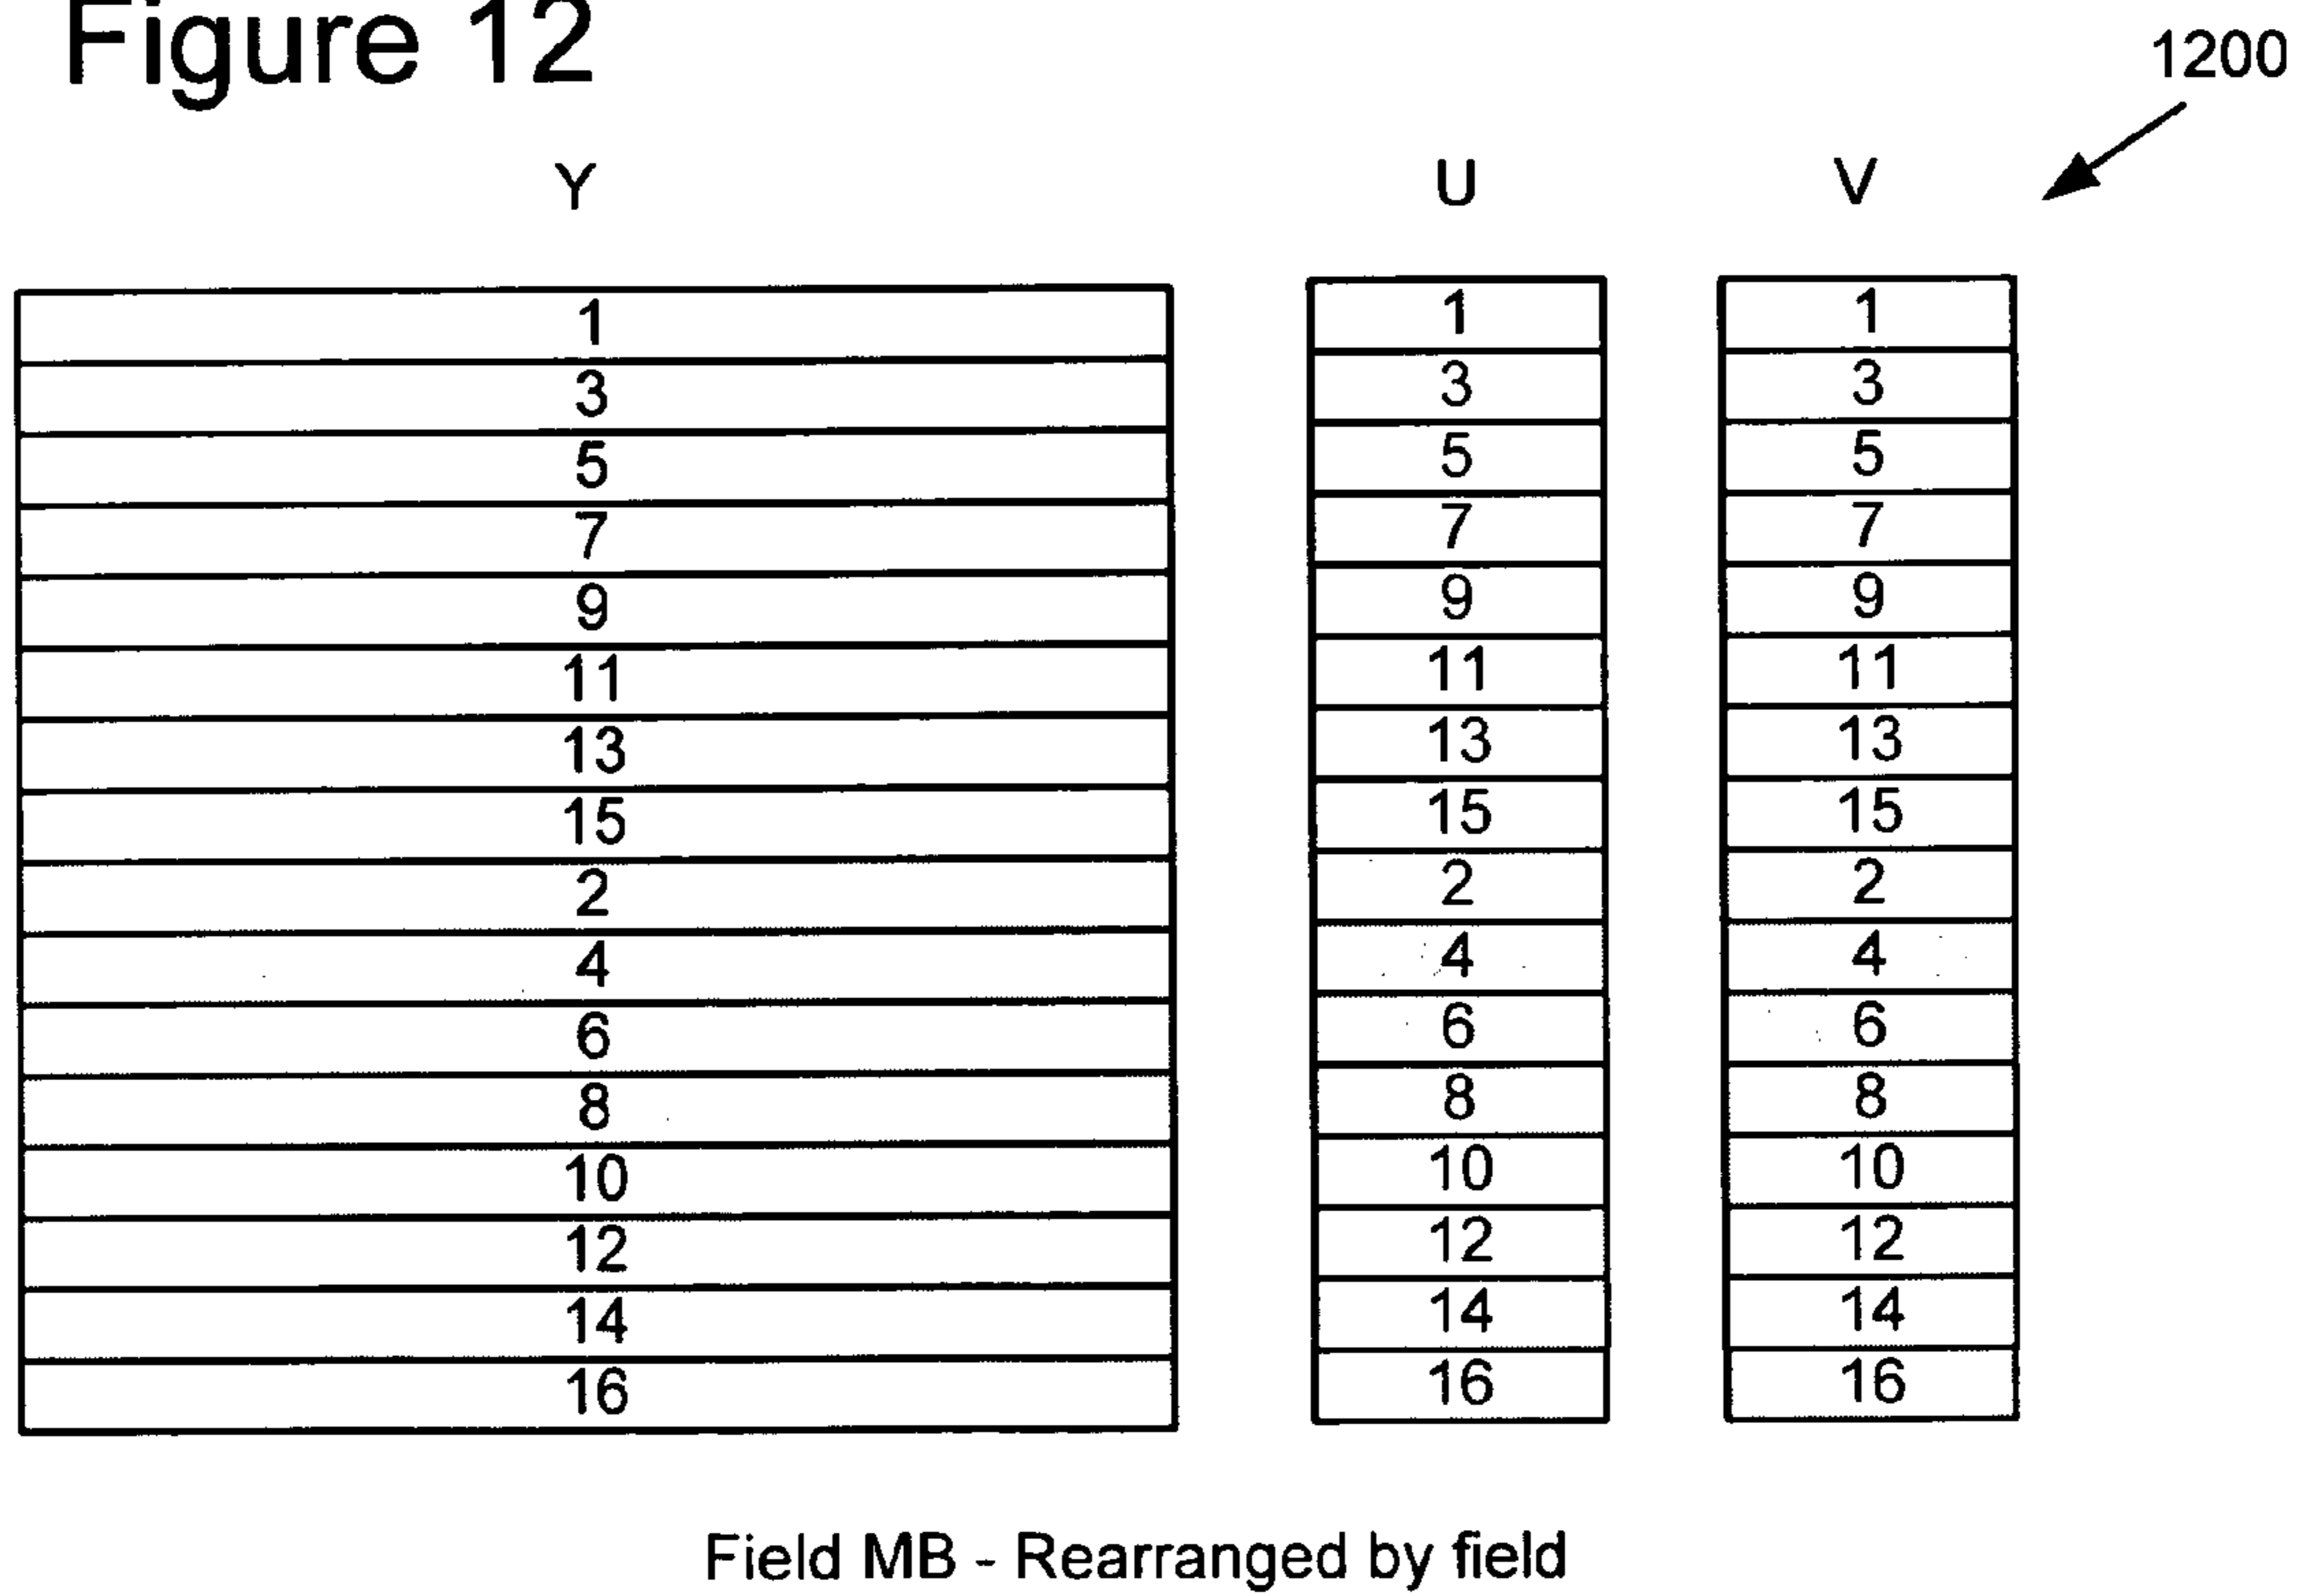 Figure 12
1200
Y U V
1 1 1
3 3 3
5 5 5
7 7 7
9 9 9
11 11 11
13 13 13
15 15 15
2 2 2
4 4 4
6 6 6
8 8 8
10 10 10
12 12 12
14 14 14
16 16 16
Field MB - Rearranged by field